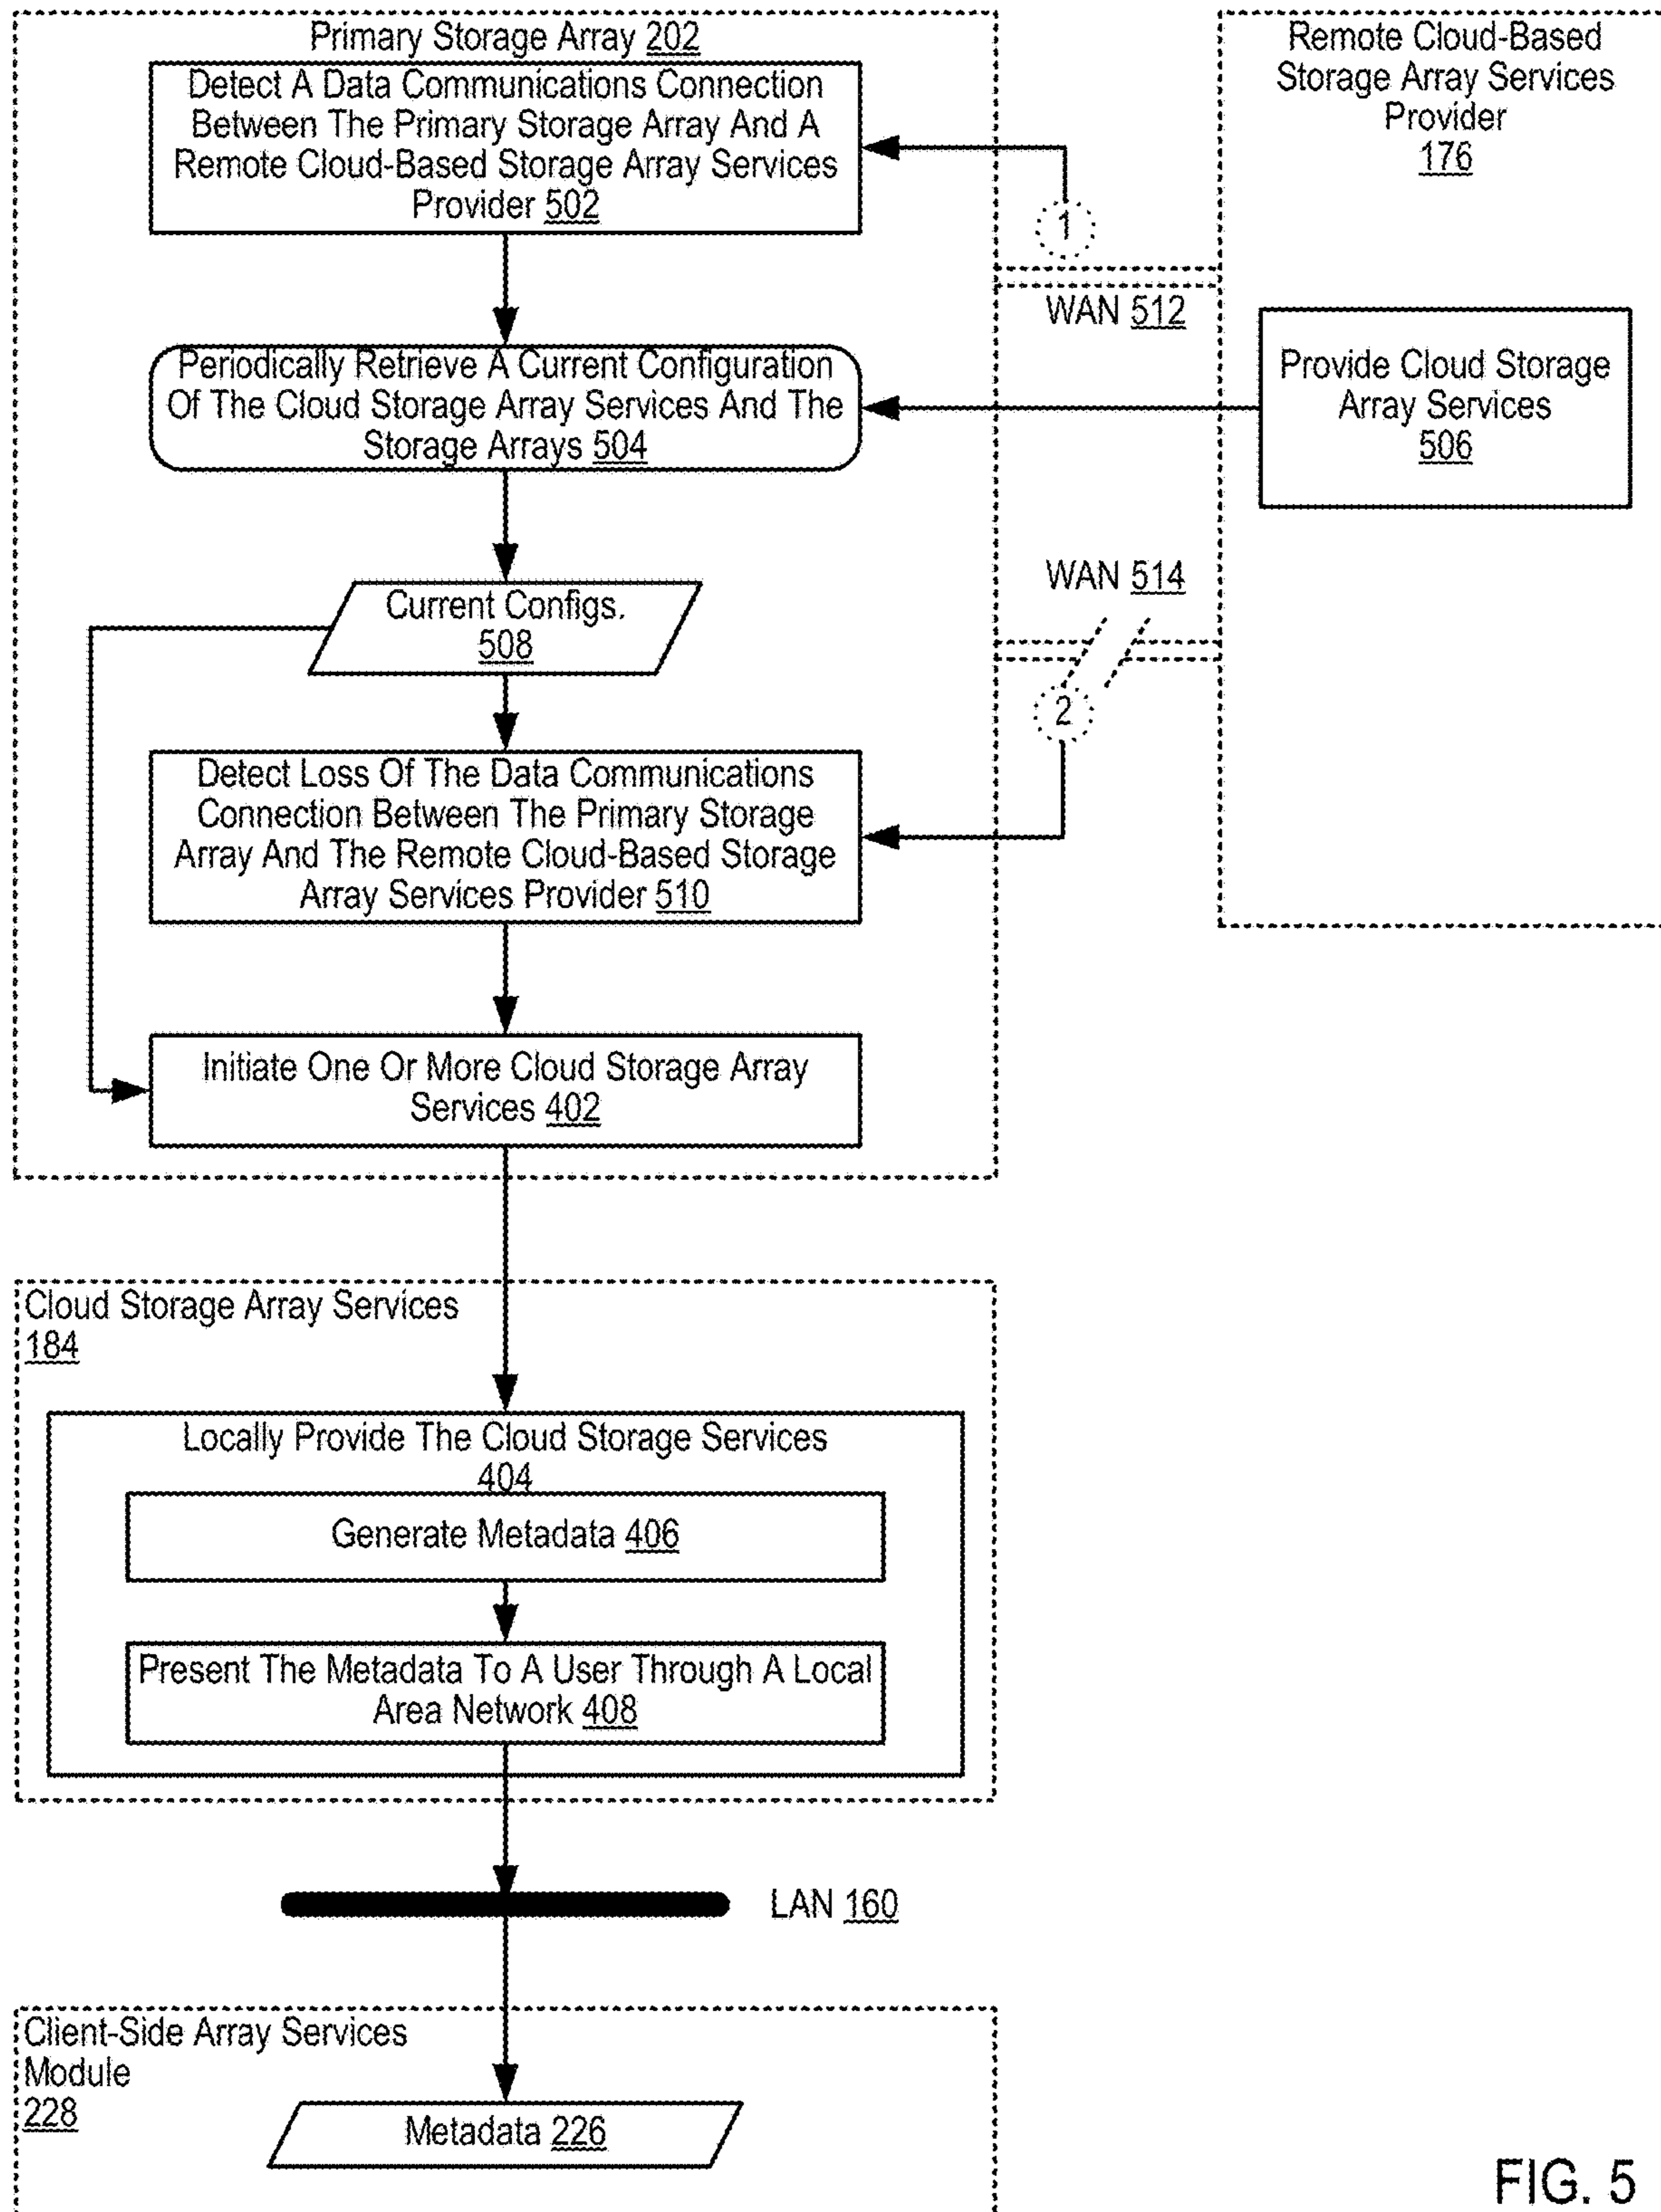 Primary Storage Array 202
Detect A Data Communications Connection
Between The Primary Storage Array And A
Remote Cloud-Based Storage Array Services
Provider 502
Remote Cloud-Based
Storage Array Services
Provider
176
1
WAN 512
Periodically Retrieve A Current Configuration
Of The Cloud Storage Array Services And The
Storage Arrays 504
Provide Cloud Storage
Array Services
506
Current Configs.
508
WAN 514
2
Detect Loss Of The Data Communications
Connection Between The Primary Storage
Array And The Remote Cloud-Based Storage
Array Services Provider 510
Initiate One Or More Cloud Storage Array
Services 402
Cloud Storage Array Services
184
Locally Provide The Cloud Storage Services
404
Generate Metadata 406
Present The Metadata To A User Through A Local
Area Network 408
LAN 160
Client-Side Array Services
Module
228
Metadata 226
FIG. 5